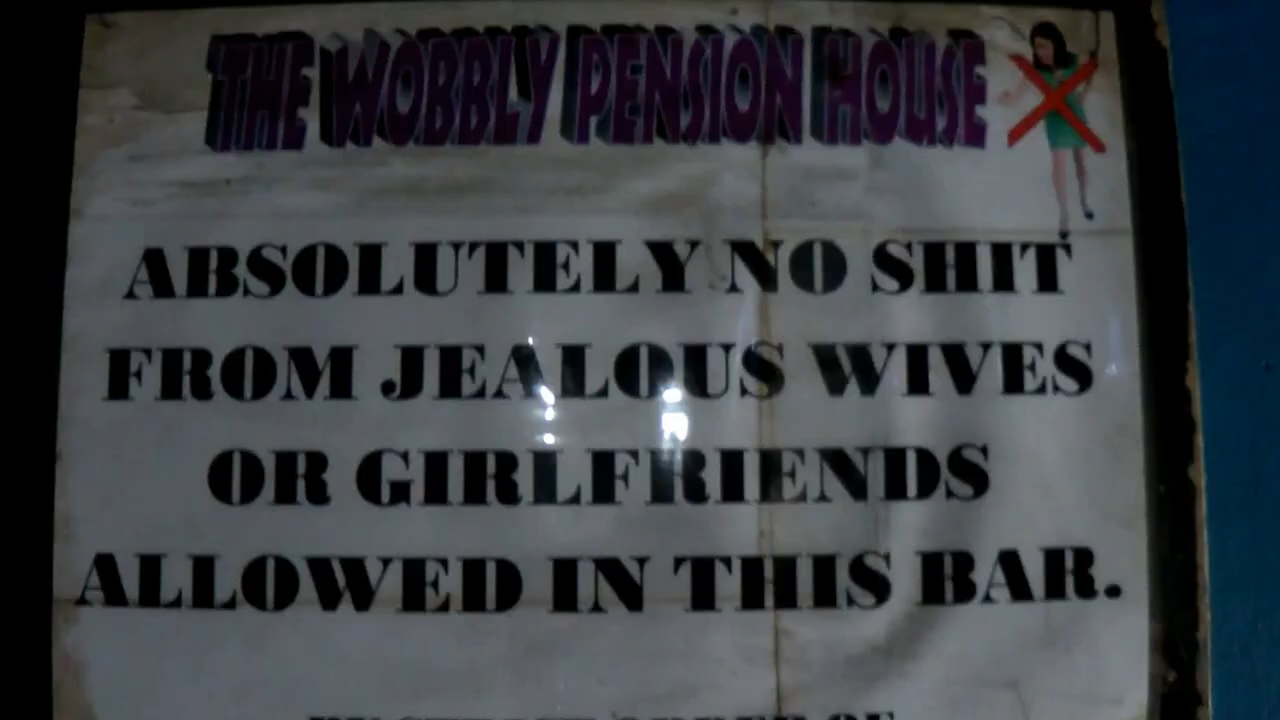 THE WOBBLY PENSION HOUSE
ABSOLUTELY NO SHIT
FROM JEALOUS WIVES
OR GIRLFRIENDS
ALLOWED IN THIS BAR.